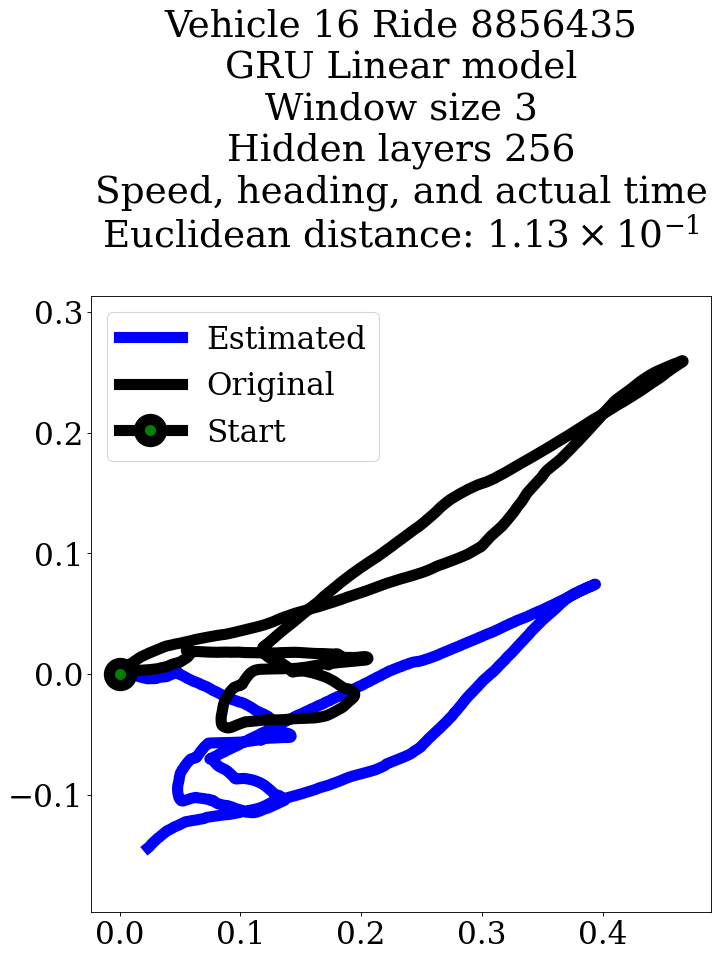 Vehicle 16 Ride 8856435
GRU Linear model
Window size 3
Hidden layers 256
Speed, heading, and actual time
Euclidean distance: 1.13 × 10⁻¹
Estimated
Original
Start
0.3
0.2
0.1
0.0
−0.1
0.0 0.1 0.2 0.3 0.4